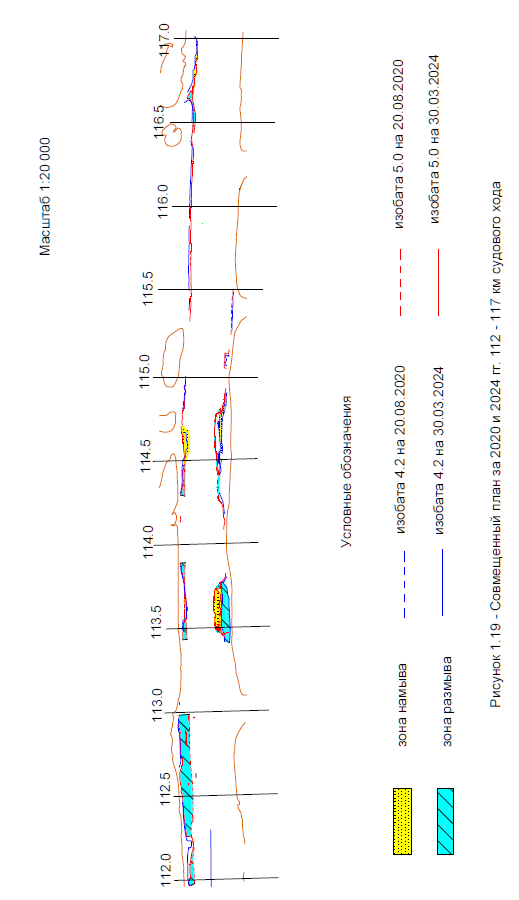 Масштаб 1:20 000
112.0
112.5
113.0
113.5
114.0
114.5
115.0
115.5
116.0
116.5
117.0
Условные обозначения
зона намыва
изобата 4.2 на 20.08.2020
изобата 5.0 на 20.08.2020
зона размыва
изобата 4.2 на 30.03.2024
изобата 5.0 на 30.03.2024
Рисунок 1.19 - Совмещенный план за 2020 и 2024 гг. 112 - 117 км судового хода